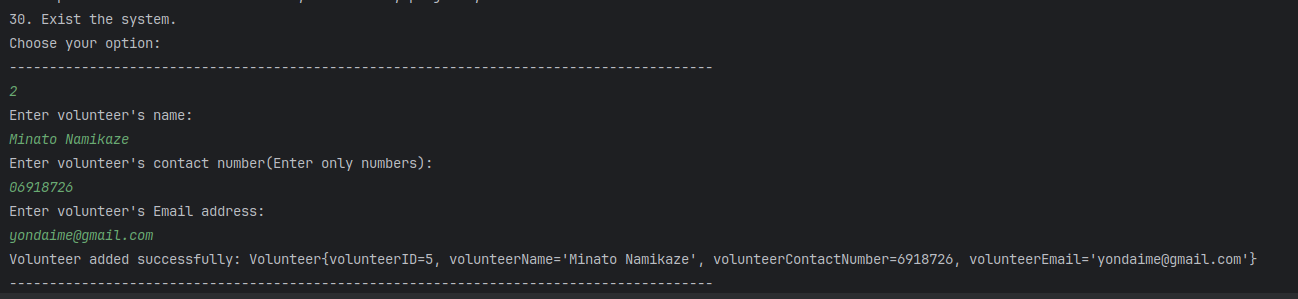 30. Exist the system.
Choose your option:
----------------------------------------------------------------------------------------
2
Enter volunteer's name:
Minato Namikaze
Enter volunteer's contact number(Enter only numbers):
06918726
Enter volunteer's Email address:
yondaime@gmail.com
Volunteer added successfully: Volunteer{volunteerID=5, volunteerName='Minato Namikaze', volunteerContactNumber=6918726, volunteerEmail='yondaime@gmail.com'}
----------------------------------------------------------------------------------------